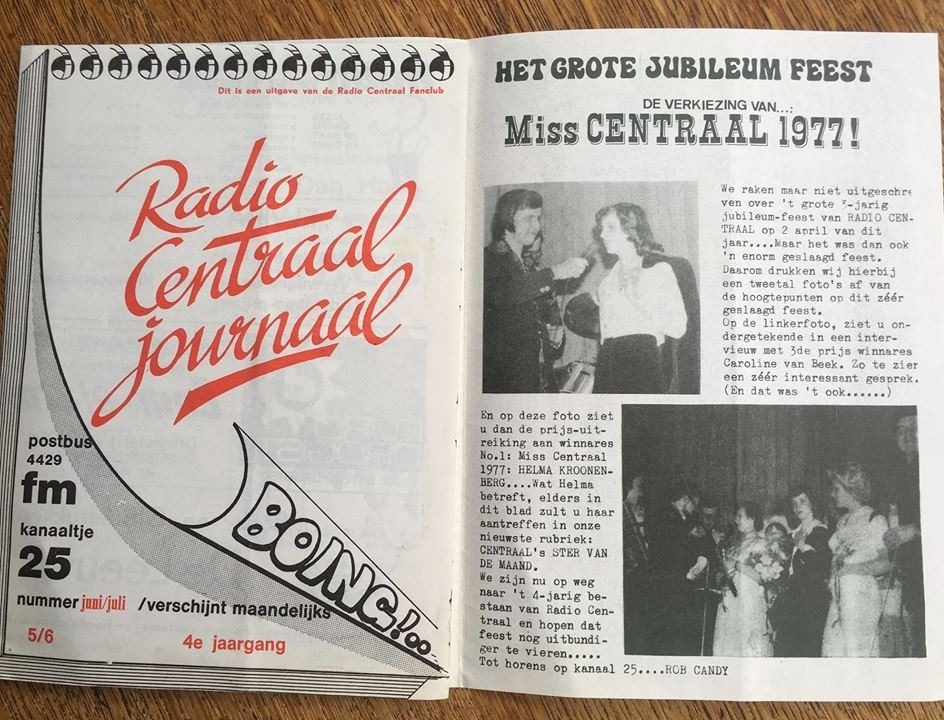 Dit is een uitgave van de Radio Centraal Fanclub
Radio
Centraal
journaal
postbus
4429
fm
kanaaltje
25
BOING!..
nummer juni/juli /verschijnt maandelijks
5/6 4e jaargang
HET GROTE JUBILEUM FEEST
DE VERKIEZING VAN...:
Miss CENTRAAL 1977!
We raken maar niet uitgeschre
ven over 't grote 3-jarig
jubileum-feest van RADIO CEN-
TRAAL op 2 april van dit
jaar....Maar het was dan ook
'n enorm geslaagd feest.
Daarom drukken wij hierbij
een tweetal foto's af van
de hoogtepunten op dit zéér
geslaagd feest.
Op de linkerfoto, ziet u on-
dergetekende in een inter-
view met 3de prijs winnares
Caroline van Beek. Zo te zien
een zéér interessant gesprek.
(En dat was 't ook......)
En op deze foto ziet
u dan de prijs-uit-
reiking aan winnares
No.1: Miss Centraal
1977: HELMA KROONEN-
BERG....Wat Helma
betreft, elders in
dit blad zult u haar
aantreffen in onze
nieuwste rubriek:
CENTRAAL's STER VAN
DE MAAND.
We zijn nu op weg
naar 't 4-jarig be-
staan van Radio Cen-
traal en hopen dat
feest nog uitbundi-
ger te vieren.....
Tot horens op kanaal 25....ROB CANDY